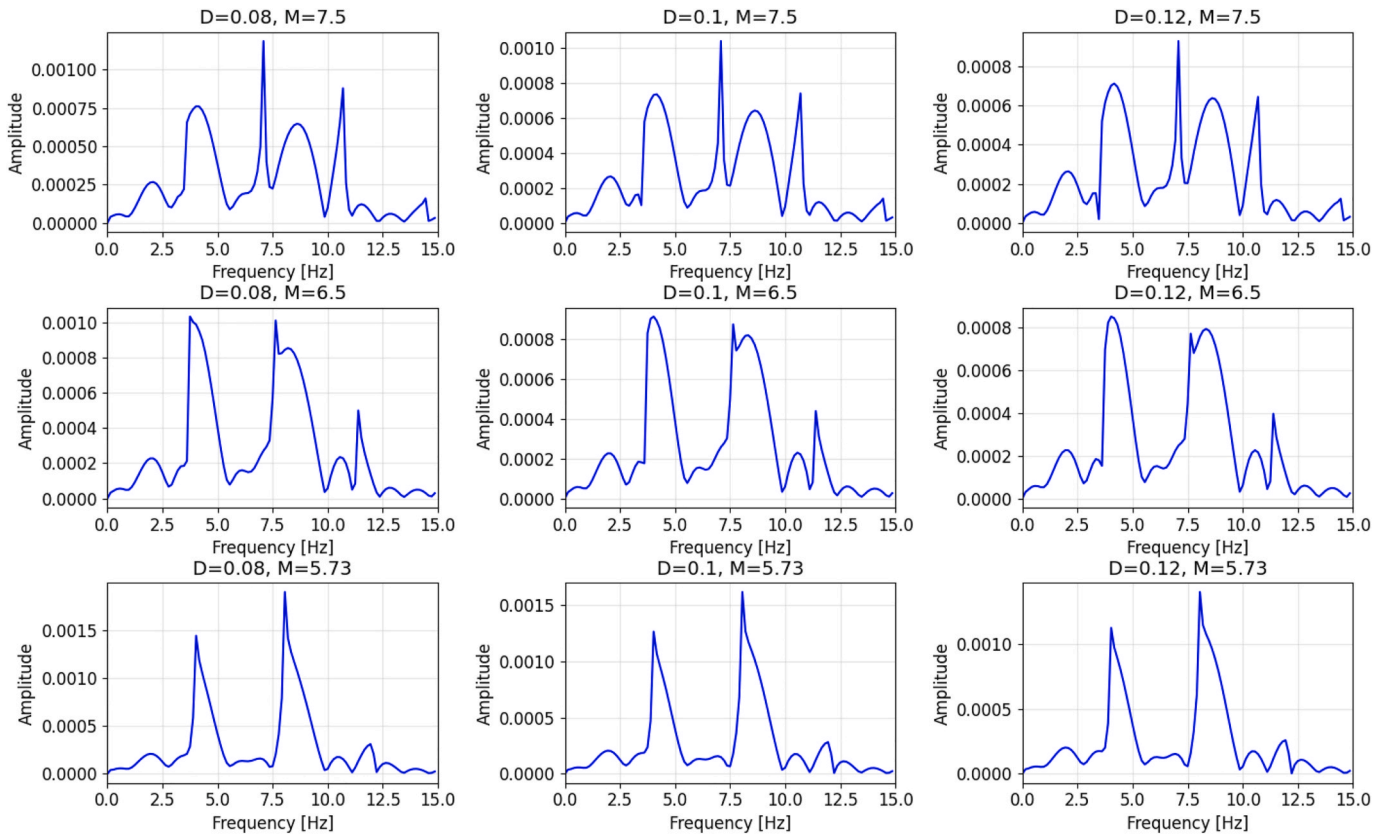 D=0.08, M=7.5
D=0.1, M=7.5
D=0.12, M=7.5
Amplitude
0.00100
0.00075
0.00050
0.00025
0.00000
0.0 2.5 5.0 7.5 10.0 12.5 15.0
Frequency [Hz]
Amplitude
0.0010
0.0008
0.0006
0.0004
0.0002
0.0000
0.0 2.5 5.0 7.5 10.0 12.5 15.0
Frequency [Hz]
Amplitude
0.0008
0.0006
0.0004
0.0002
0.0000
0.0 2.5 5.0 7.5 10.0 12.5 15.0
Frequency [Hz]
D=0.08, M=6.5
D=0.1, M=6.5
D=0.12, M=6.5
Amplitude
0.0010
0.0008
0.0006
0.0004
0.0002
0.0000
0.0 2.5 5.0 7.5 10.0 12.5 15.0
Frequency [Hz]
Amplitude
0.0008
0.0006
0.0004
0.0002
0.0000
0.0 2.5 5.0 7.5 10.0 12.5 15.0
Frequency [Hz]
Amplitude
0.0008
0.0006
0.0004
0.0002
0.0000
0.0 2.5 5.0 7.5 10.0 12.5 15.0
Frequency [Hz]
D=0.08, M=5.73
D=0.1, M=5.73
D=0.12, M=5.73
Amplitude
0.0015
0.0010
0.0005
0.0000
0.0 2.5 5.0 7.5 10.0 12.5 15.0
Frequency [Hz]
Amplitude
0.0015
0.0010
0.0005
0.0000
0.0 2.5 5.0 7.5 10.0 12.5 15.0
Frequency [Hz]
Amplitude
0.0010
0.0005
0.0000
0.0 2.5 5.0 7.5 10.0 12.5 15.0
Frequency [Hz]